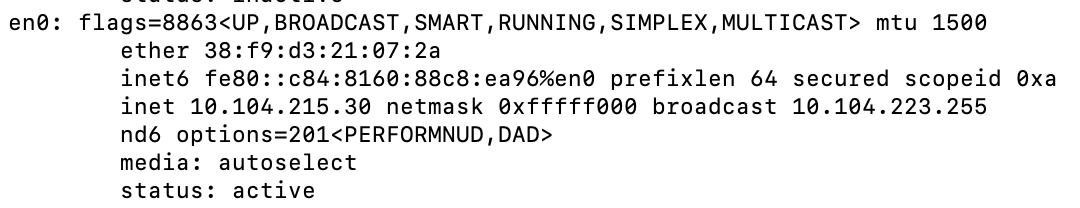 status: inactive
en0: flags=8863<UP,BROADCAST,SMART,RUNNING,SIMPLEX,MULTICAST> mtu 1500
ether 38:f9:d3:21:07:2a
inet6 fe80::c84:8160:88c8:ea96%en0 prefixlen 64 secured scopeid 0xa
inet 10.104.215.30 netmask 0xfffff000 broadcast 10.104.223.255
nd6 options=201<PERFORMNUD,DAD>
media: autoselect
status: active